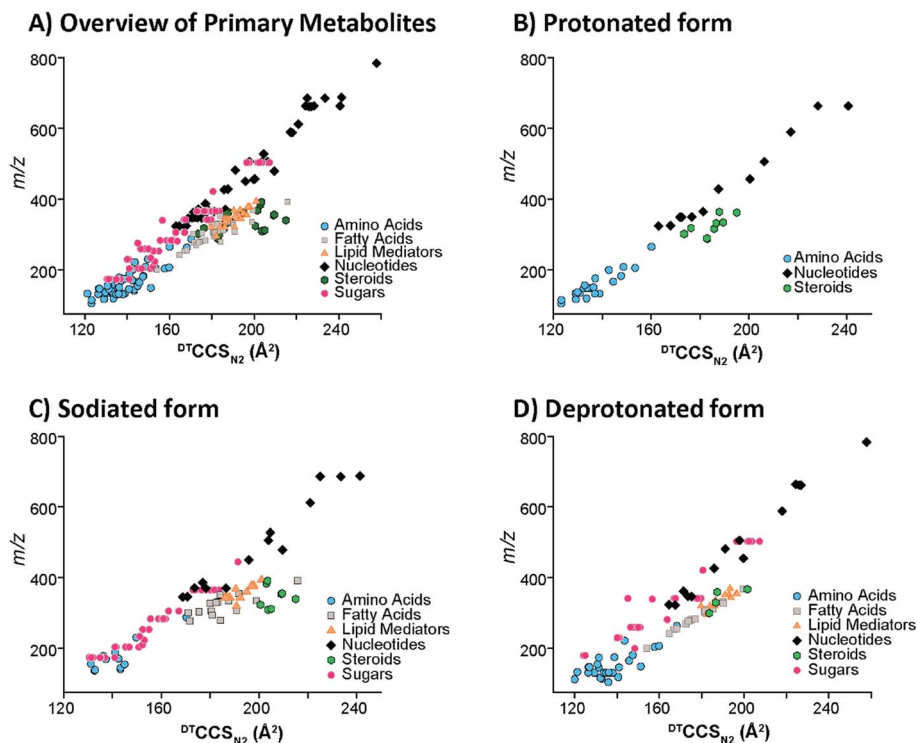 A) Overview of Primary Metabolites
800
600
400
200
m/z
120
140
160
180
200
220
240
260
DTCCSN2 (Å2)
Amino Acids
Fatty Acids
Lipid Mediators
Nucleotides
Steroids
Sugars
B) Protonated form
800
600
400
200
m/z
120
160
200
240
DTCCSN2 (Å2)
Amino Acids
Nucleotides
Steroids
C) Sodiated form
800
600
400
200
m/z
120
160
200
240
DTCCSN2 (Å2)
Amino Acids
Fatty Acids
Lipid Mediators
Nucleotides
Steroids
Sugars
D) Deprotonated form
800
600
400
200
m/z
120
160
200
240
DTCCSN2 (Å2)
Amino Acids
Fatty Acids
Lipid Mediators
Nucleotides
Steroids
Sugars